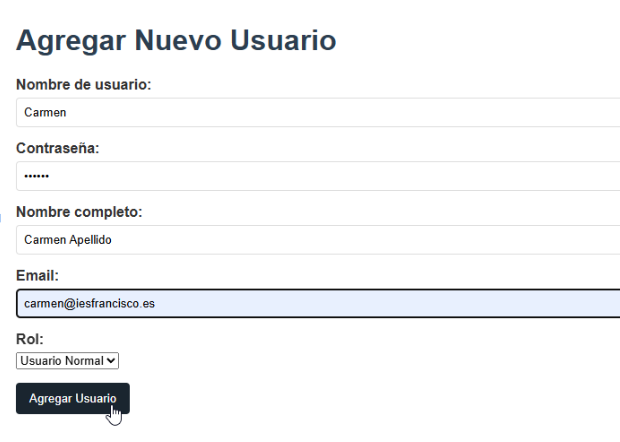 Agregar Nuevo Usuario
Nombre de usuario:
Carmen
Contraseña:
••••••
Nombre completo:
Carmen Apellido
Email:
carmen@iesfrancisco.es
Rol:
Usuario Normal
Agregar Usuario